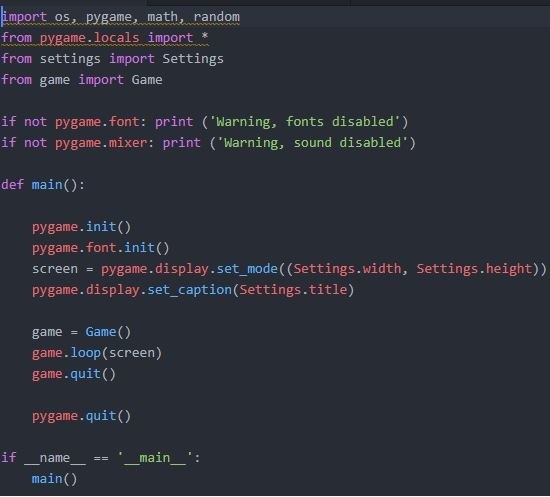 import os, pygame, math, random
from pygame.locals import *
from settings import Settings
from game import Game

if not pygame.font: print ('Warning, fonts disabled')
if not pygame.mixer: print ('Warning, sound disabled')

def main():

    pygame.init()
    pygame.font.init()
    screen = pygame.display.set_mode((Settings.width, Settings.height))
    pygame.display.set_caption(Settings.title)

    game = Game()
    game.loop(screen)
    game.quit()

    pygame.quit()

if __name__ == '__main__':
    main()